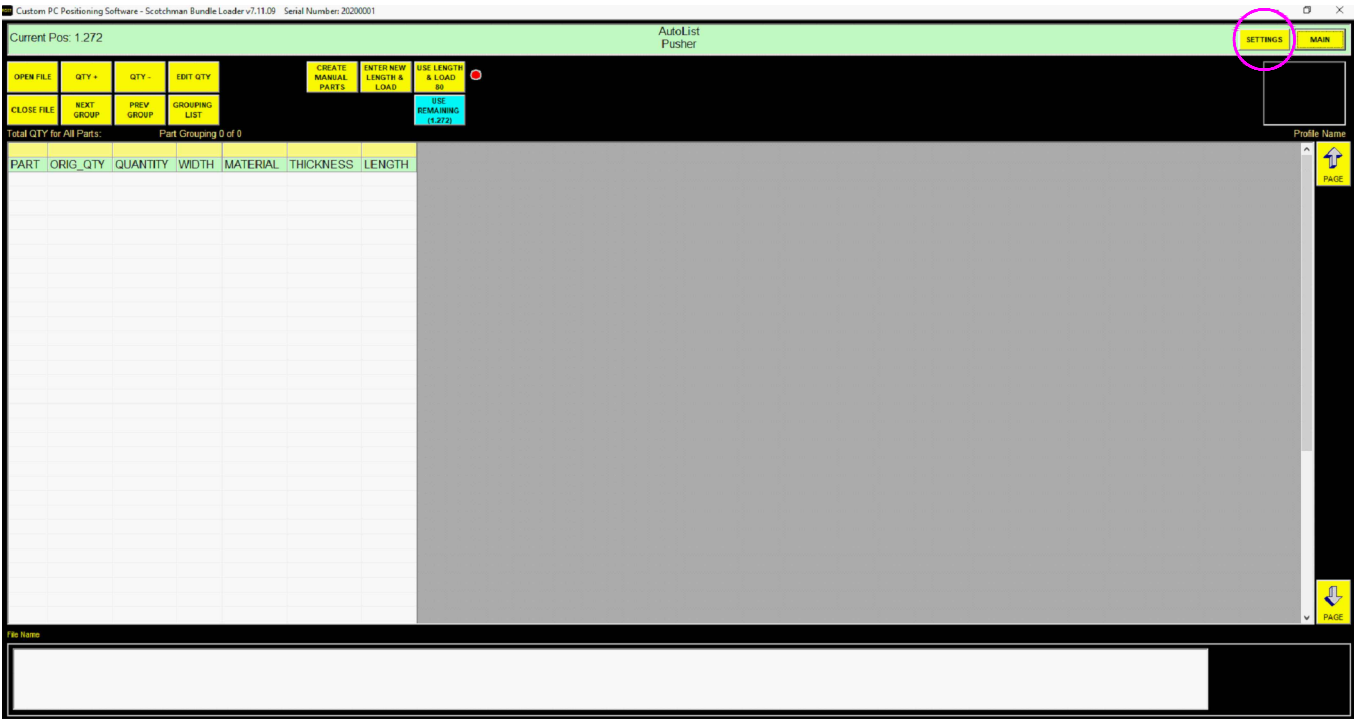 Custom PC Positioning Software - Scotchman Bundle Loader v7.11.09 Serial Number: 20200001
Current Pos: 1.272
AutoList
Pusher
SETTINGS
MAIN
OPEN FILE
QTY +
QTY -
EDIT QTY
CREATE
MANUAL
PARTS
ENTER NEW
LENGTH &
LOAD
USE LENGTH
& LOAD
80
CLOSE FILE
NEXT
GROUP
PREV
GROUP
GROUPING
LIST
USE
REMAINING
(1.272)
Total QTY for All Parts:
Part Grouping 0 of 0
Profile Name
PART ORIG_QTY QUANTITY WIDTH MATERIAL THICKNESS LENGTH
PAGE
PAGE
File Name